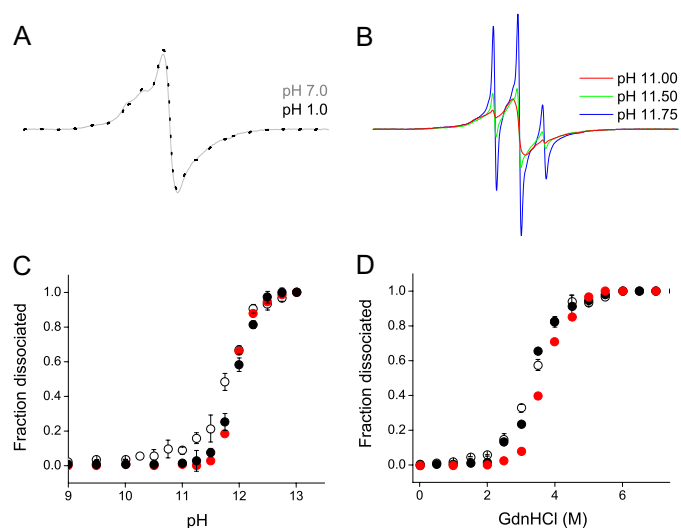 A
B
pH 7.0
pH 1.0
pH 11.00
pH 11.50
pH 11.75
C
D
Fraction dissociated
1.0
0.8
0.6
0.4
0.2
0.0
9 10 11 12 13
pH
Fraction dissociated
1.0
0.8
0.6
0.4
0.2
0.0
0 2 4 6
GdnHCl (M)